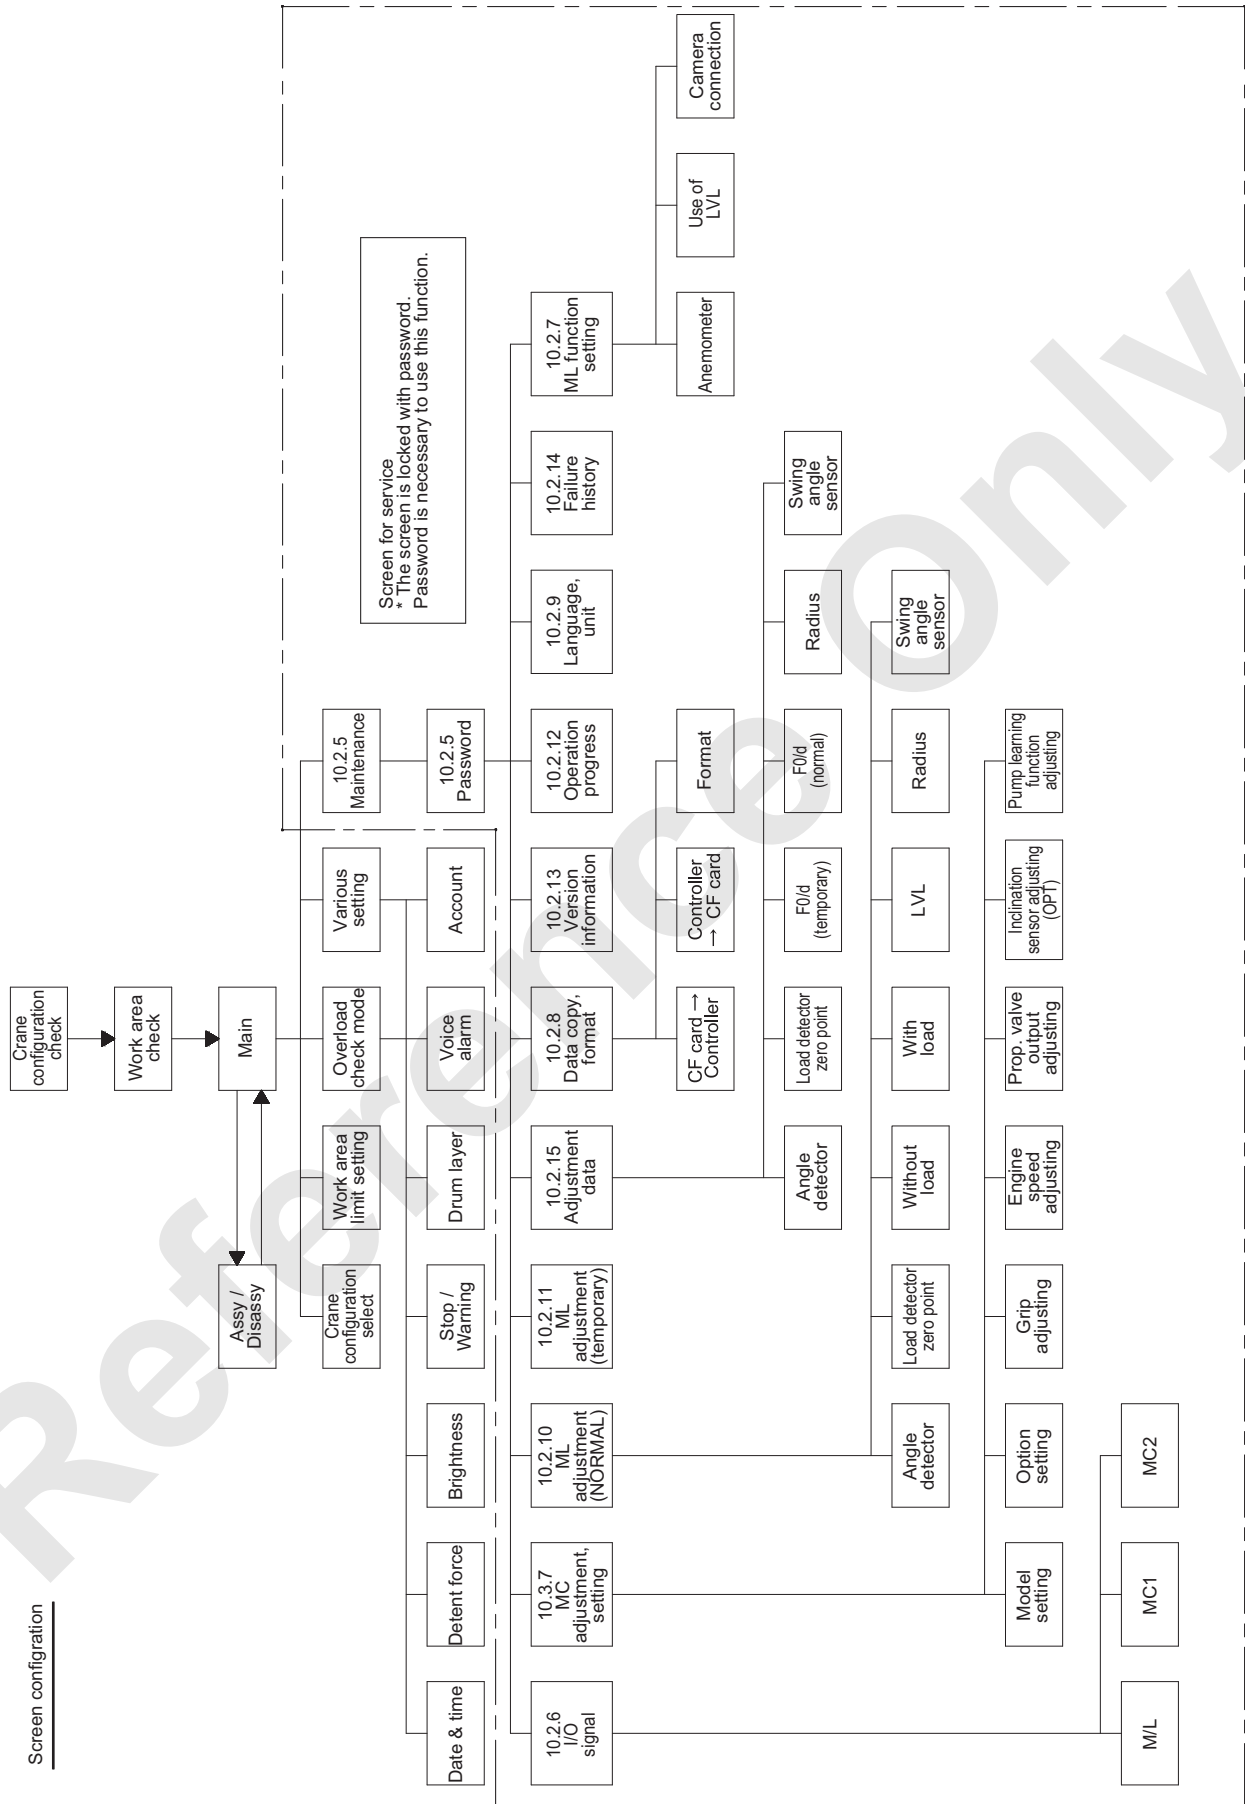 Screen configration
Crane
configuration
check
Work area
check
Main
Assy /
Disassy
Crane
configuration
select
Work area
limit setting
Overload
check mode
Various
setting
10.2.5
Maintenance
Date & time
Detent force
Brightness
Stop /
Warning
Drum layer
Voice
alarm
Account
10.2.5
Password
Screen for service
* The screen is locked with password.
Password is necessary to use this function.
10.2.6
I/O
signal
10.3.7
MC
adjustment,
setting
10.2.10
ML
adjustment
(NORMAL)
10.2.11
ML
adjustment
(temporary)
10.2.15
Adjustment
data
10.2.8
Data copy,
format
10.2.13
Version
information
10.2.12
Operation
progress
10.2.9
Language,
unit
10.2.14
Failure
history
10.2.7
ML function
setting
CF card →
Controller
Controller
→ CF card
Format
Anemometer
Use of
LVL
Camera
connection
Angle
detector
Load detector
zero point
F0/d
(temporary)
F0/d
(normal)
Radius
Swing
angle
sensor
Angle
detector
Load detector
zero point
Without
load
With
load
LVL
Radius
Swing
angle
sensor
Model
setting
Option
setting
Grip
adjusting
Engine
speed
adjusting
Prop. valve
output
adjusting
Inclination
sensor adjusting
(OPT)
Pump learning
function
adjusting
M/L
MC1
MC2
Reference Only